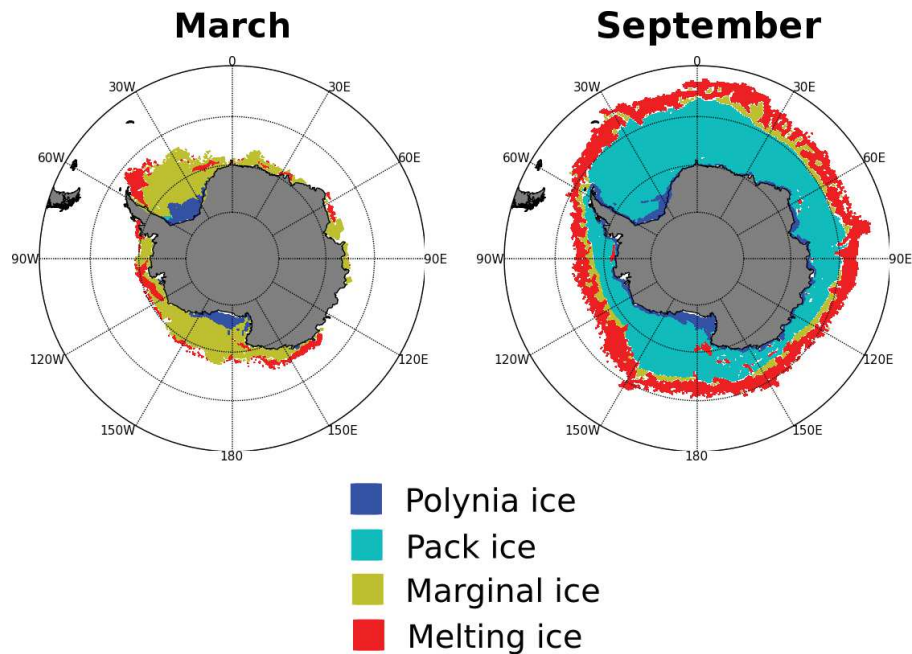 March
September
0
30E
60E
90E
120E
150E
180
150W
120W
90W
60W
30W
0
30E
60E
90E
120E
150E
180
150W
120W
90W
60W
30W
Polynia ice
Pack ice
Marginal ice
Melting ice